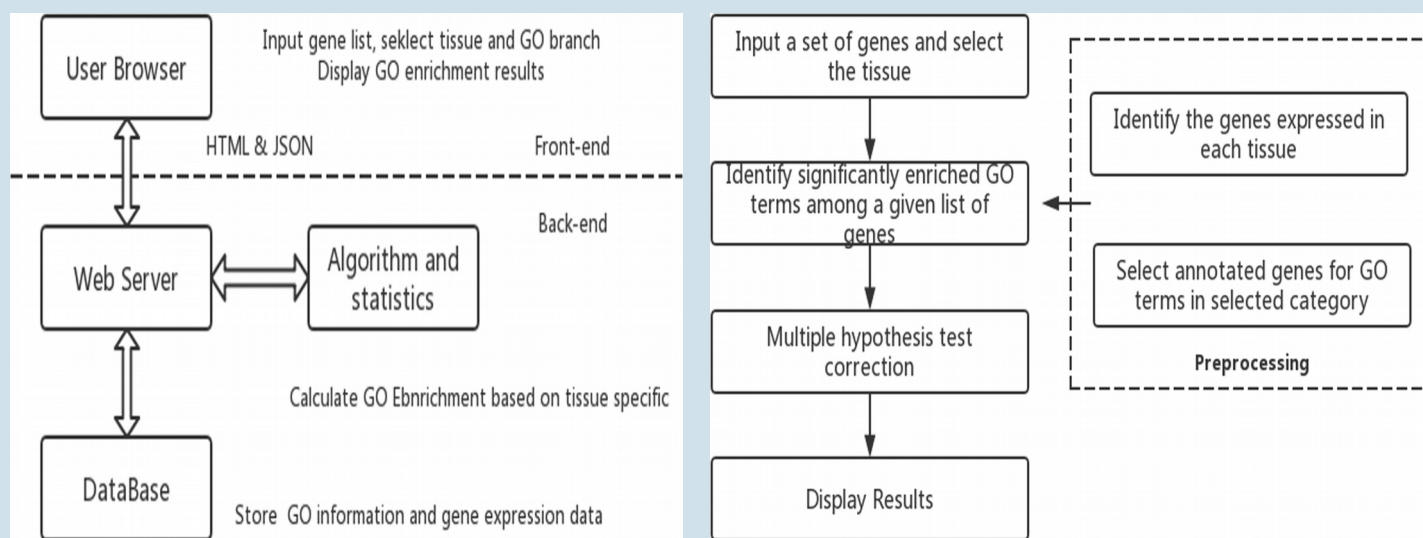 User Browser
Input gene list, seklect tissue and GO branch
Display GO enrichment results
HTML & JSON
Front-end
Back-end
Web Server
Algorithm and
statistics
Calculate GO Ebnrichment based on tissue specific
DataBase
Store GO information and gene expression data
Input a set of genes and select
the tissue
Identify significantly enriched GO
terms among a given list of
genes
Multiple hypothesis test
correction
Display Results
Identify the genes expressed in
each tissue
Select annotated genes for GO
terms in selected category
Preprocessing